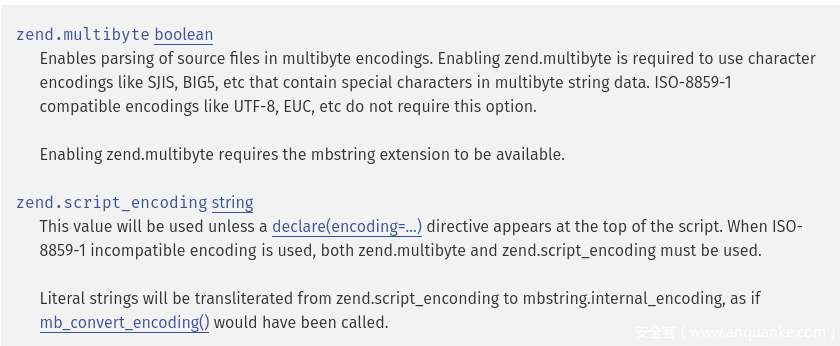 zend.multibyte boolean
Enables parsing of source files in multibyte encodings. Enabling zend.multibyte is required to use character
encodings like SJIS, BIG5, etc that contain special characters in multibyte string data. ISO-8859-1
compatible encodings like UTF-8, EUC, etc do not require this option.
Enabling zend.multibyte requires the mbstring extension to be available.
zend.script_encoding string
This value will be used unless a declare(encoding=...) directive appears at the top of the script. When ISO-
8859-1 incompatible encoding is used, both zend.multibyte and zend.script_encoding must be used.
Literal strings will be transliterated from zend.script_enconding to mbstring.internal_encoding, as if
mb_convert_encoding() would have been called.
安全客 ( www.anquanke.com )